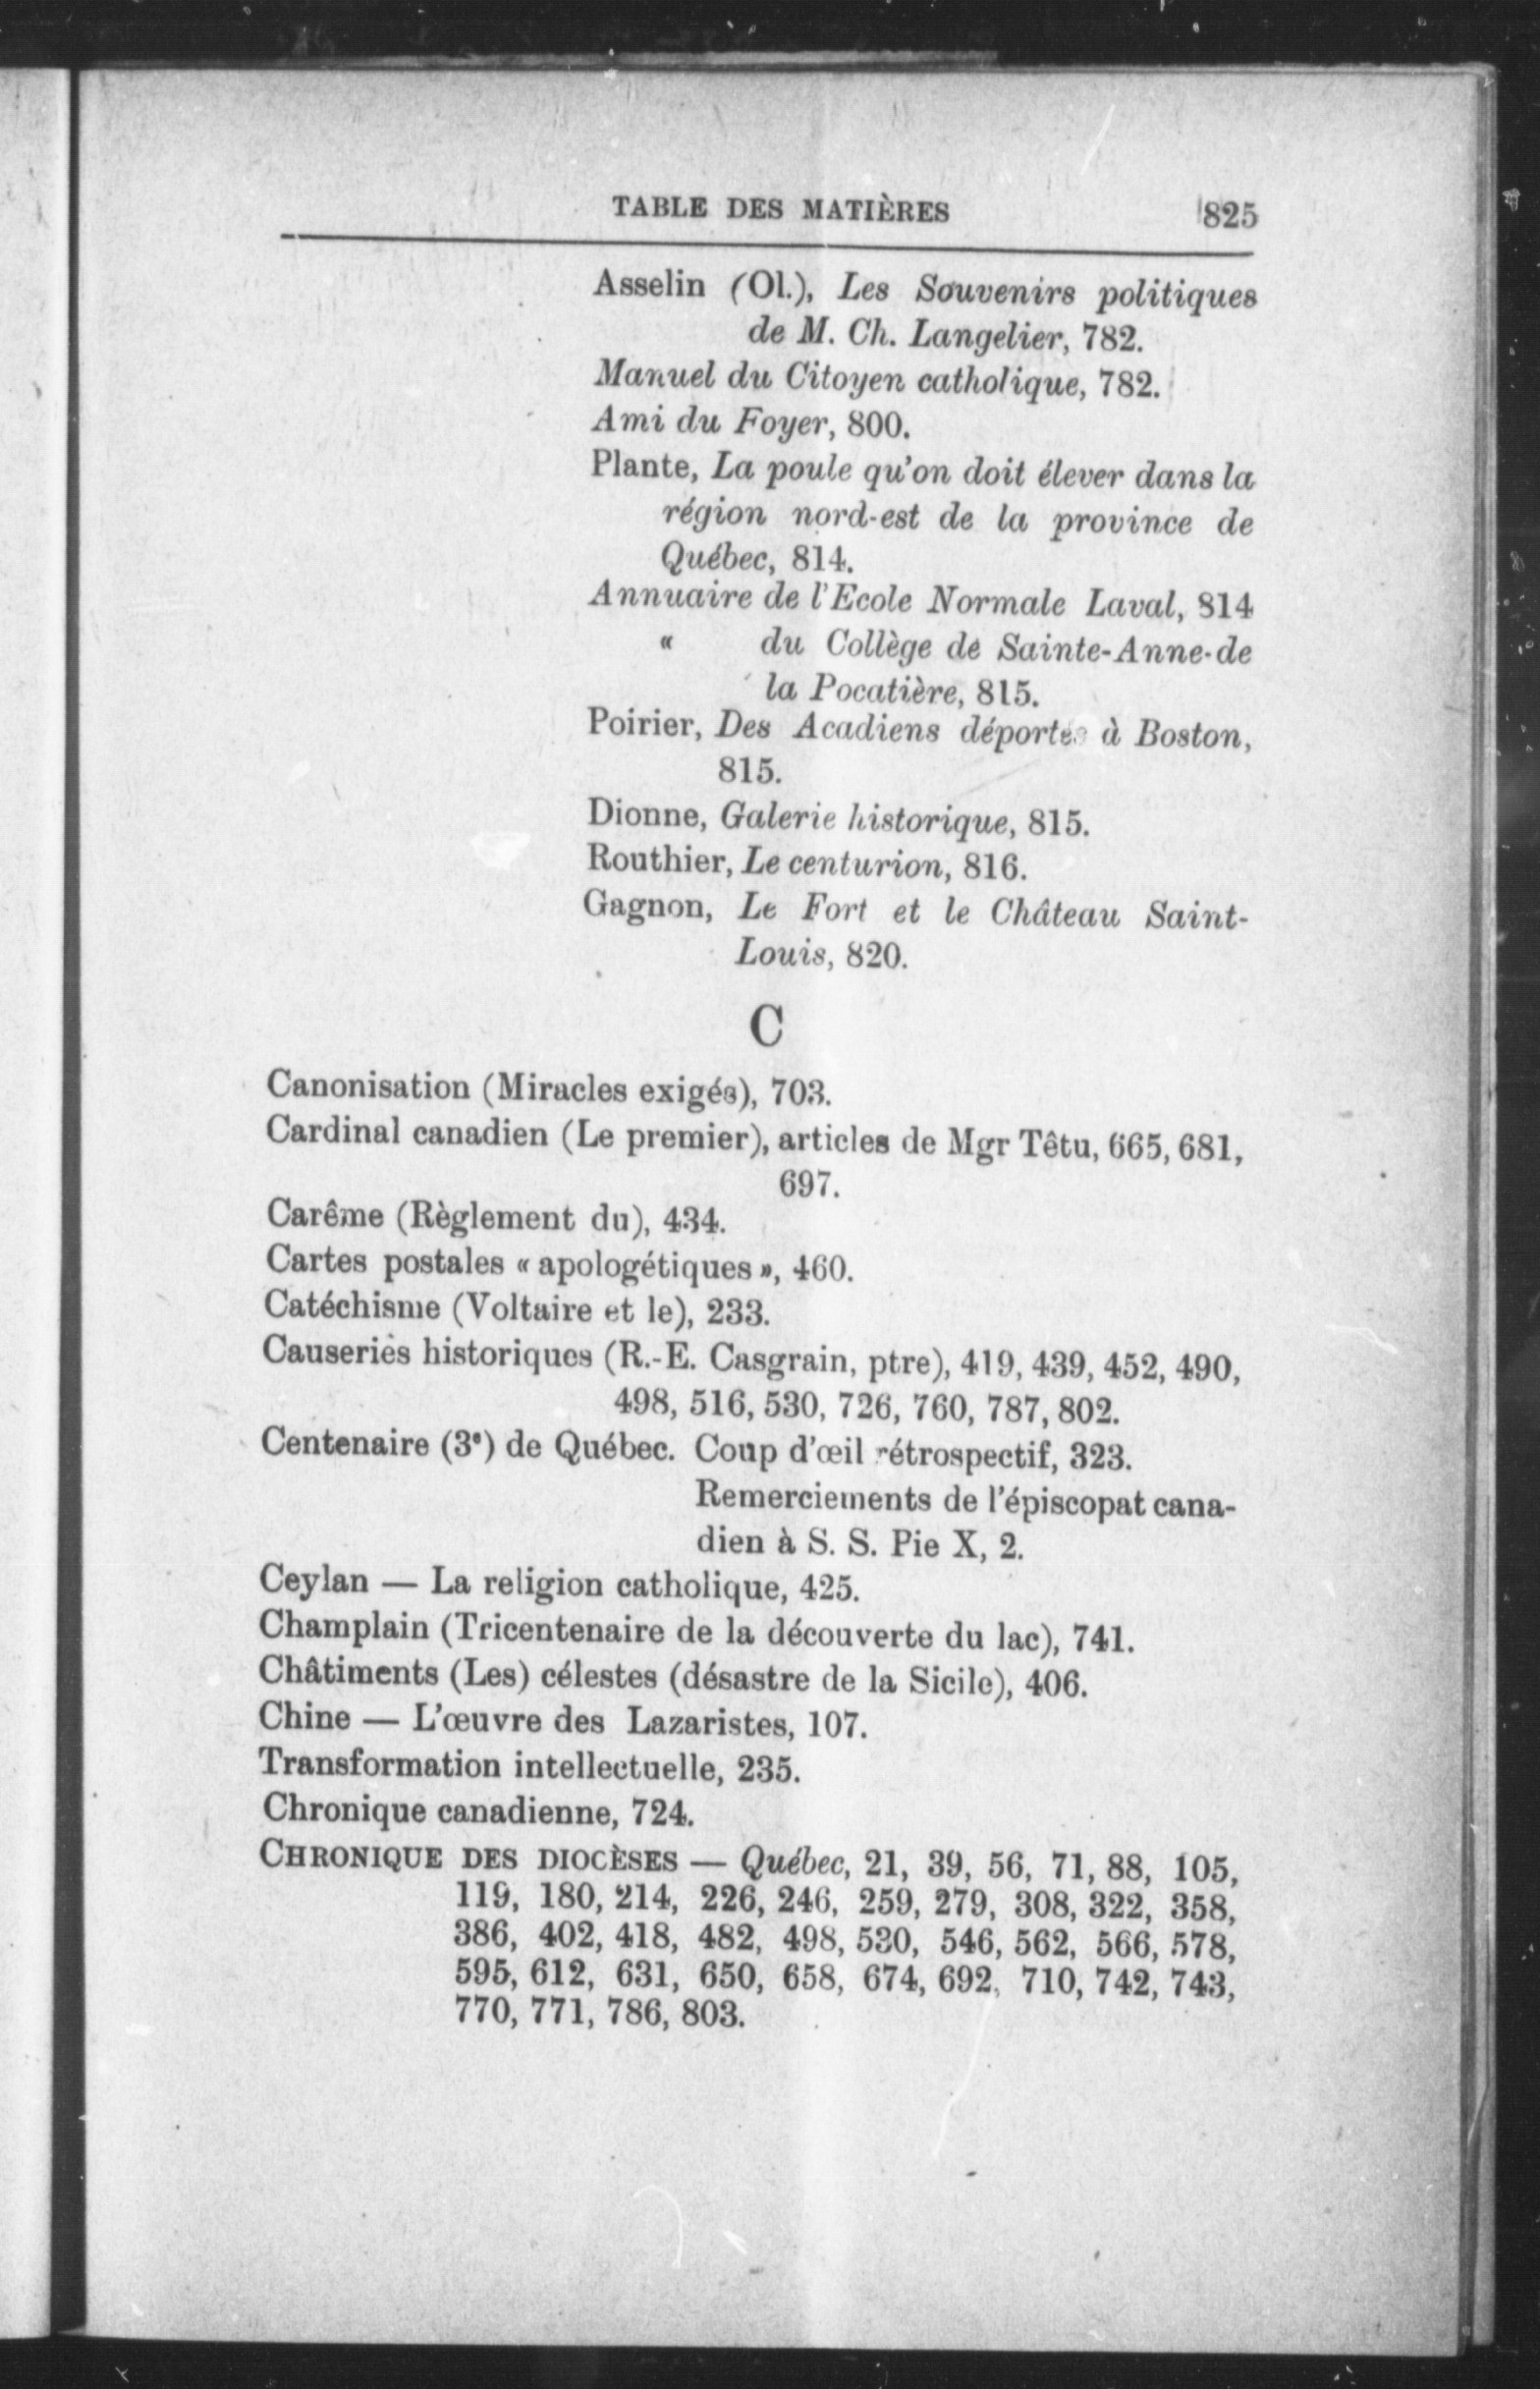 TABLE DES MATIÈRES 825
Asselin (Ol.), Les Souvenirs politiques
de M. Ch. Langelier, 782.
Manuel du Citoyen catholique, 782.
Ami du Foyer, 800.
Plante, La poule qu'on doit élever dans la
région nord-est de la province de
Québec, 814.
Annuaire de l'Ecole Normale Laval, 814
« du Collège de Sainte-Anne-de
la Pocatière, 815.
Poirier, Des Acadiens déportés à Boston,
815.
Dionne, Galerie historique, 815.
Routhier, Le centurion, 816.
Gagnon, Le Fort et le Château Saint-
Louis, 820.
C
Canonisation (Miracles exigés), 703.
Cardinal canadien (Le premier), articles de Mgr Têtu, 665, 681,
697.
Carême (Règlement du), 434.
Cartes postales « apologétiques », 460.
Catéchisme (Voltaire et le), 233.
Causeries historiques (R.-E. Casgrain, ptre), 419, 439, 452, 490,
498, 516, 530, 726, 760, 787, 802.
Centenaire (3e) de Québec. Coup d'œil rétrospectif, 323.
Remerciements de l'épiscopat cana-
dien à S. S. Pie X, 2.
Ceylan — La religion catholique, 425.
Champlain (Tricentenaire de la découverte du lac), 741.
Châtiments (Les) célestes (désastre de la Sicile), 406.
Chine — L'œuvre des Lazaristes, 107.
Transformation intellectuelle, 235.
Chronique canadienne, 724.
CHRONIQUE DES DIOCÈSES — Québec, 21, 39, 56, 71, 88, 105,
119, 180, 214, 226, 246, 259, 279, 308, 322, 358,
386, 402, 418, 482, 498, 530, 546, 562, 566, 578,
595, 612, 631, 650, 658, 674, 692, 710, 742, 743,
770, 771, 786, 803.